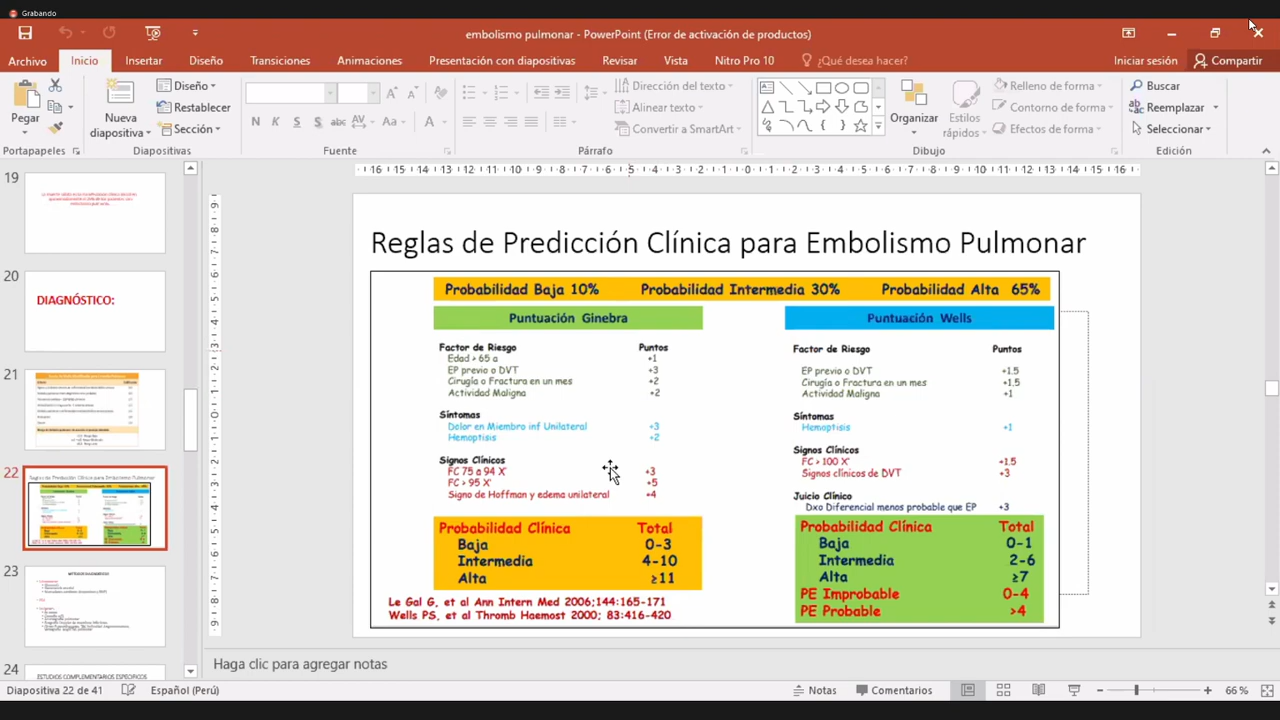 Grabando
embolismo pulmonar - PowerPoint (Error de activación de productos)
Archivo Inicio Insertar Diseño Transiciones Animaciones Presentación con diapositivas Revisar Vista Nitro Pro 10 ¿Qué desea hacer? Iniciar sesión Compartir
Pegar
Nueva diapositiva
Diseño
Restablecer
Sección
N K S S abc AV Aa A
Dirección del texto
Alinear texto
Convertir a SmartArt
Organizar
Estilos rápidos
Relleno de forma
Contorno de forma
Efectos de forma
Buscar
Reemplazar
Seleccionar
Portapapeles Diapositivas Fuente Párrafo Dibujo Edición
19
20
DIAGNÓSTICO:
21
22
23
24
Reglas de Predicción Clínica para Embolismo Pulmonar
Probabilidad Baja 10% Probabilidad Intermedia 30% Probabilidad Alta 65%
Puntuación Ginebra
Factor de Riesgo Puntos
Edad > 65 a +1
EP previo o DVT +3
Cirugía o Fractura en un mes +2
Actividad Maligna +2
Síntomas
Dolor en Miembro inf Unilateral +3
Hemoptisis +2
Signos Clínicos
FC 75 a 94 X' +3
FC > 95 X' +5
Signo de Hoffman y edema unilateral +4
Probabilidad Clínica Total
Baja 0-3
Intermedia 4-10
Alta ≥11
Puntuación Wells
Factor de Riesgo Puntos
EP previo o DVT +1.5
Cirugía o Fractura en un mes +1.5
Actividad Maligna +1
Síntomas
Hemoptisis +1
Signos Clínicos
FC > 100 X' +1.5
Signos clínicos de DVT +3
Juicio Clínico
Dxo Diferencial menos probable que EP +3
Probabilidad Clínica Total
Baja 0-1
Intermedia 2-6
Alta ≥7
PE Improbable 0-4
PE Probable >4
Le Gal G, et al Ann Intern Med 2006;144:165-171
Wells PS, et al Thromb Haemost 2000; 83:416-420
Haga clic para agregar notas
Diapositiva 22 de 41 Español (Perú) Notas Comentarios 66 %